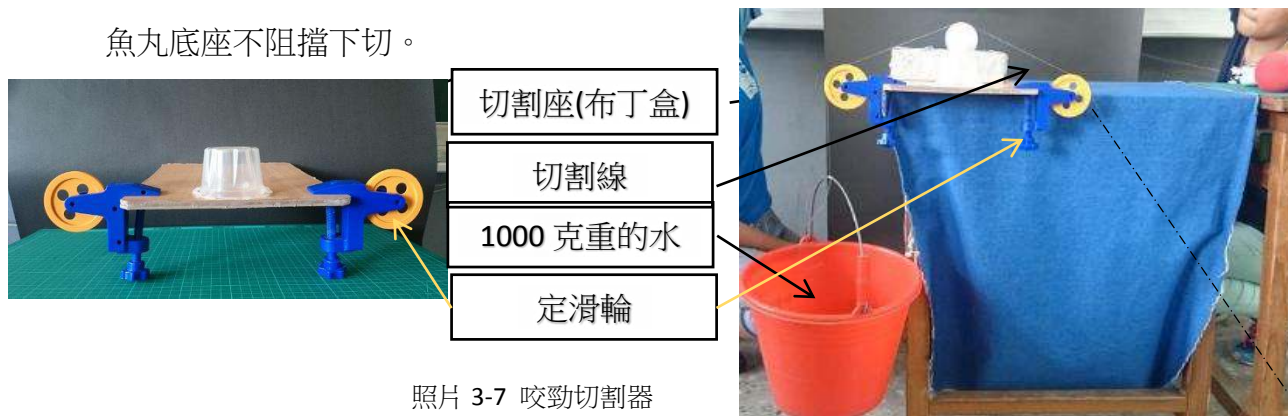 魚丸底座不阻擋下切。
切割座(布丁盒)
切割線
1000 克重的水
定滑輪
照片 3-7 咬勁切割器